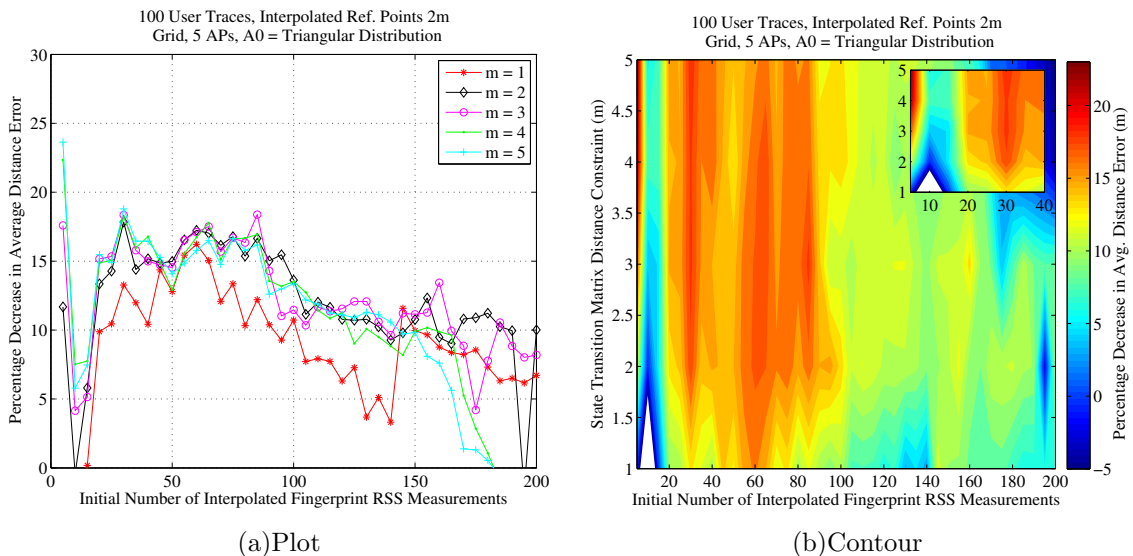 100 User Traces, Interpolated Ref. Points 2m
Grid, 5 APs, A0 = Triangular Distribution
Percentage Decrease in Average Distance Error
30
25
20
15
10
5
0
m = 1
m = 2
m = 3
m = 4
m = 5
0 50 100 150 200
Initial Number of Interpolated Fingerprint RSS Measurements
(a)Plot
100 User Traces, Interpolated Ref. Points 2m
Grid, 5 APs, A0 = Triangular Distribution
State Transition Matrix Distance Constraint (m)
5
4.5
4
3.5
3
2.5
2
1.5
1
5
4
3
2
1
10 20 30 40
20 40 60 80 100 120 140 160 180 200
Initial Number of Interpolated Fingerprint RSS Measurements
20
15
10
5
0
−5
Percentage Decrease in Avg. Distance Error (m)
(b)Contour